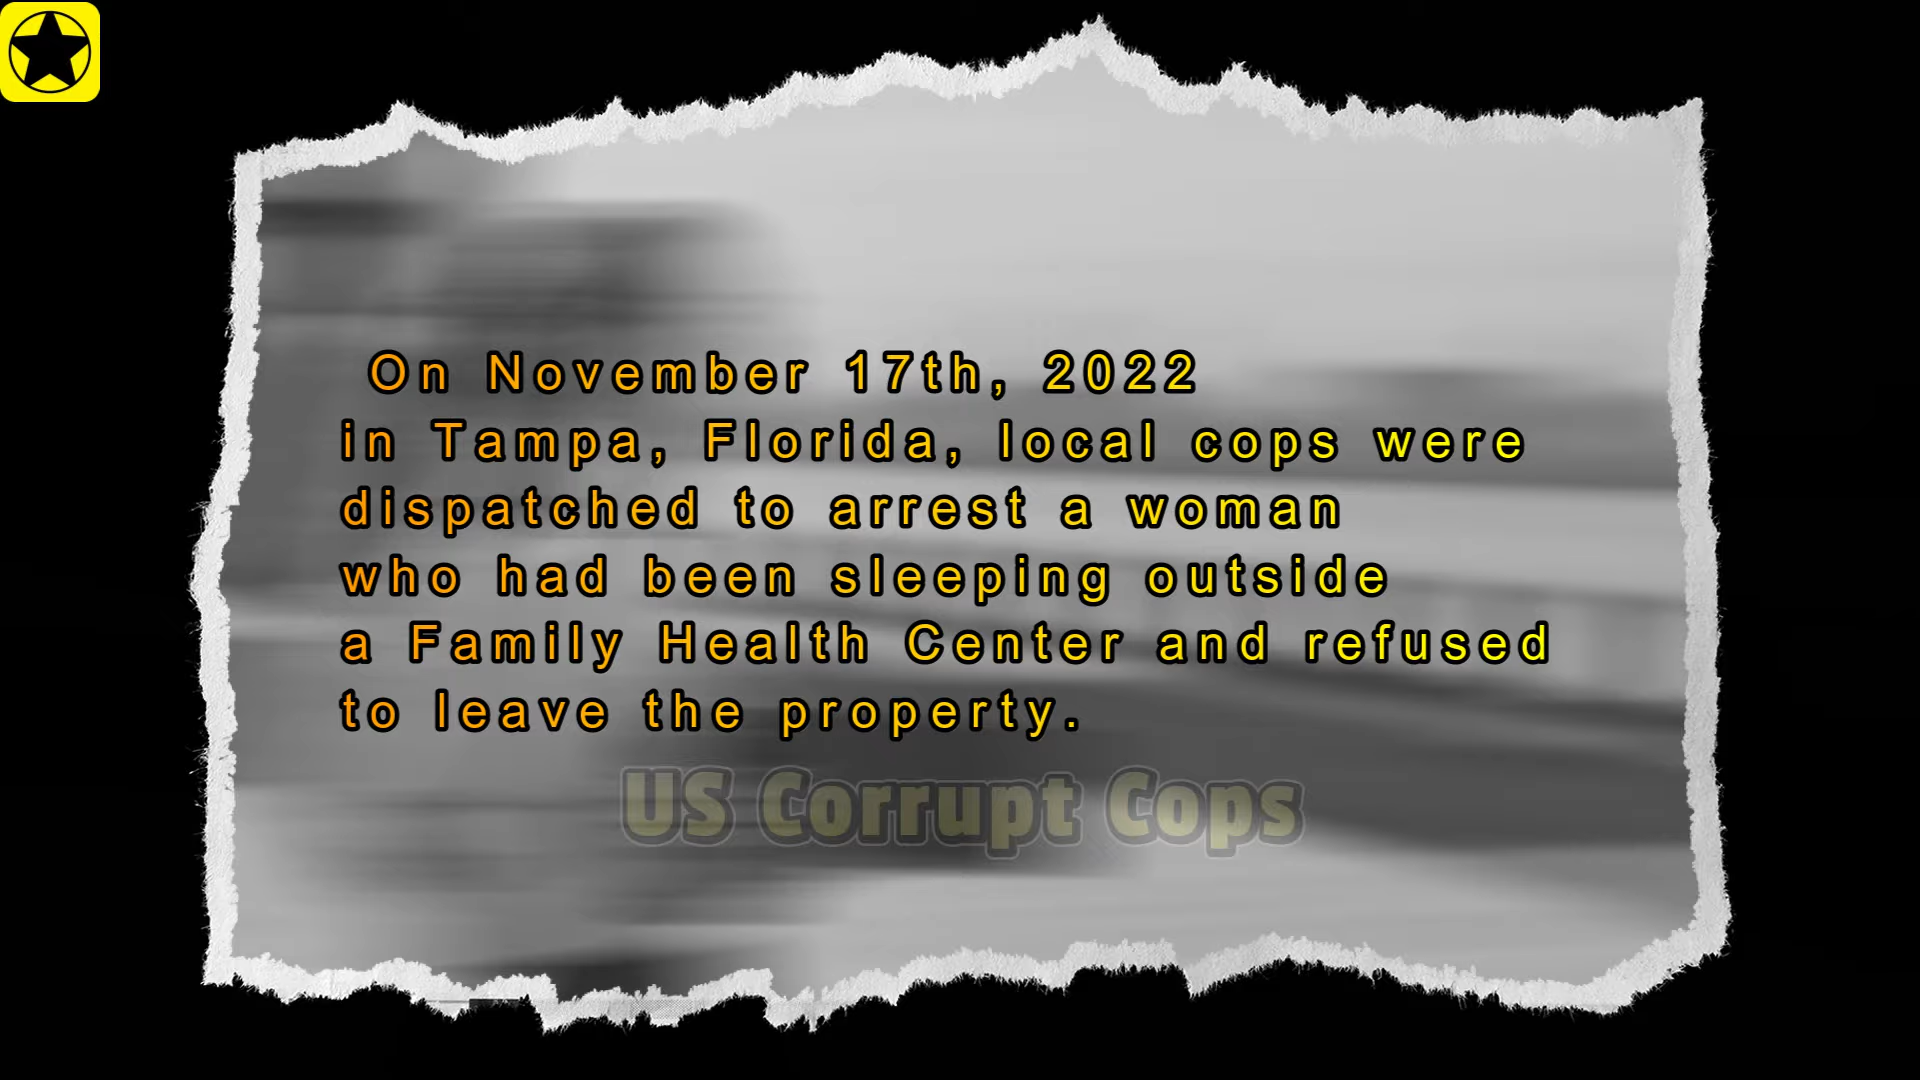 On November 17th, 2022
in Tampa, Florida, local cops were
dispatched to arrest a woman
who had been sleeping outside
a Family Health Center and refused
to leave the property.
US Corrupt Cops